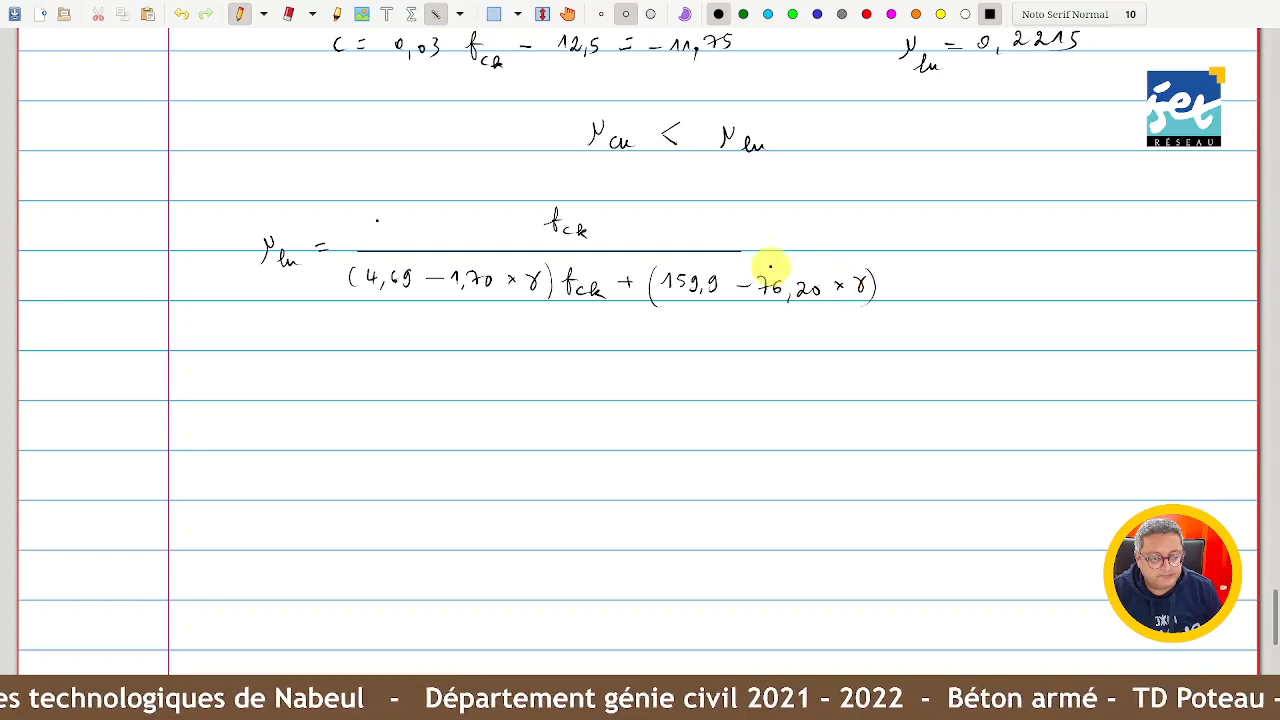 Noto Serif Normal 10
c = 0,03 fck - 12,5 = -11,75
μlu = 0,2215
iset
RÉSEAU
μcu < μlu
μlu = fck
(4,69 - 1,70 × γ) fck + (159,9 - 76,20 × γ)
es technologiques de Nabeul - Département génie civil 2021 - 2022 - Béton armé - TD Poteau -